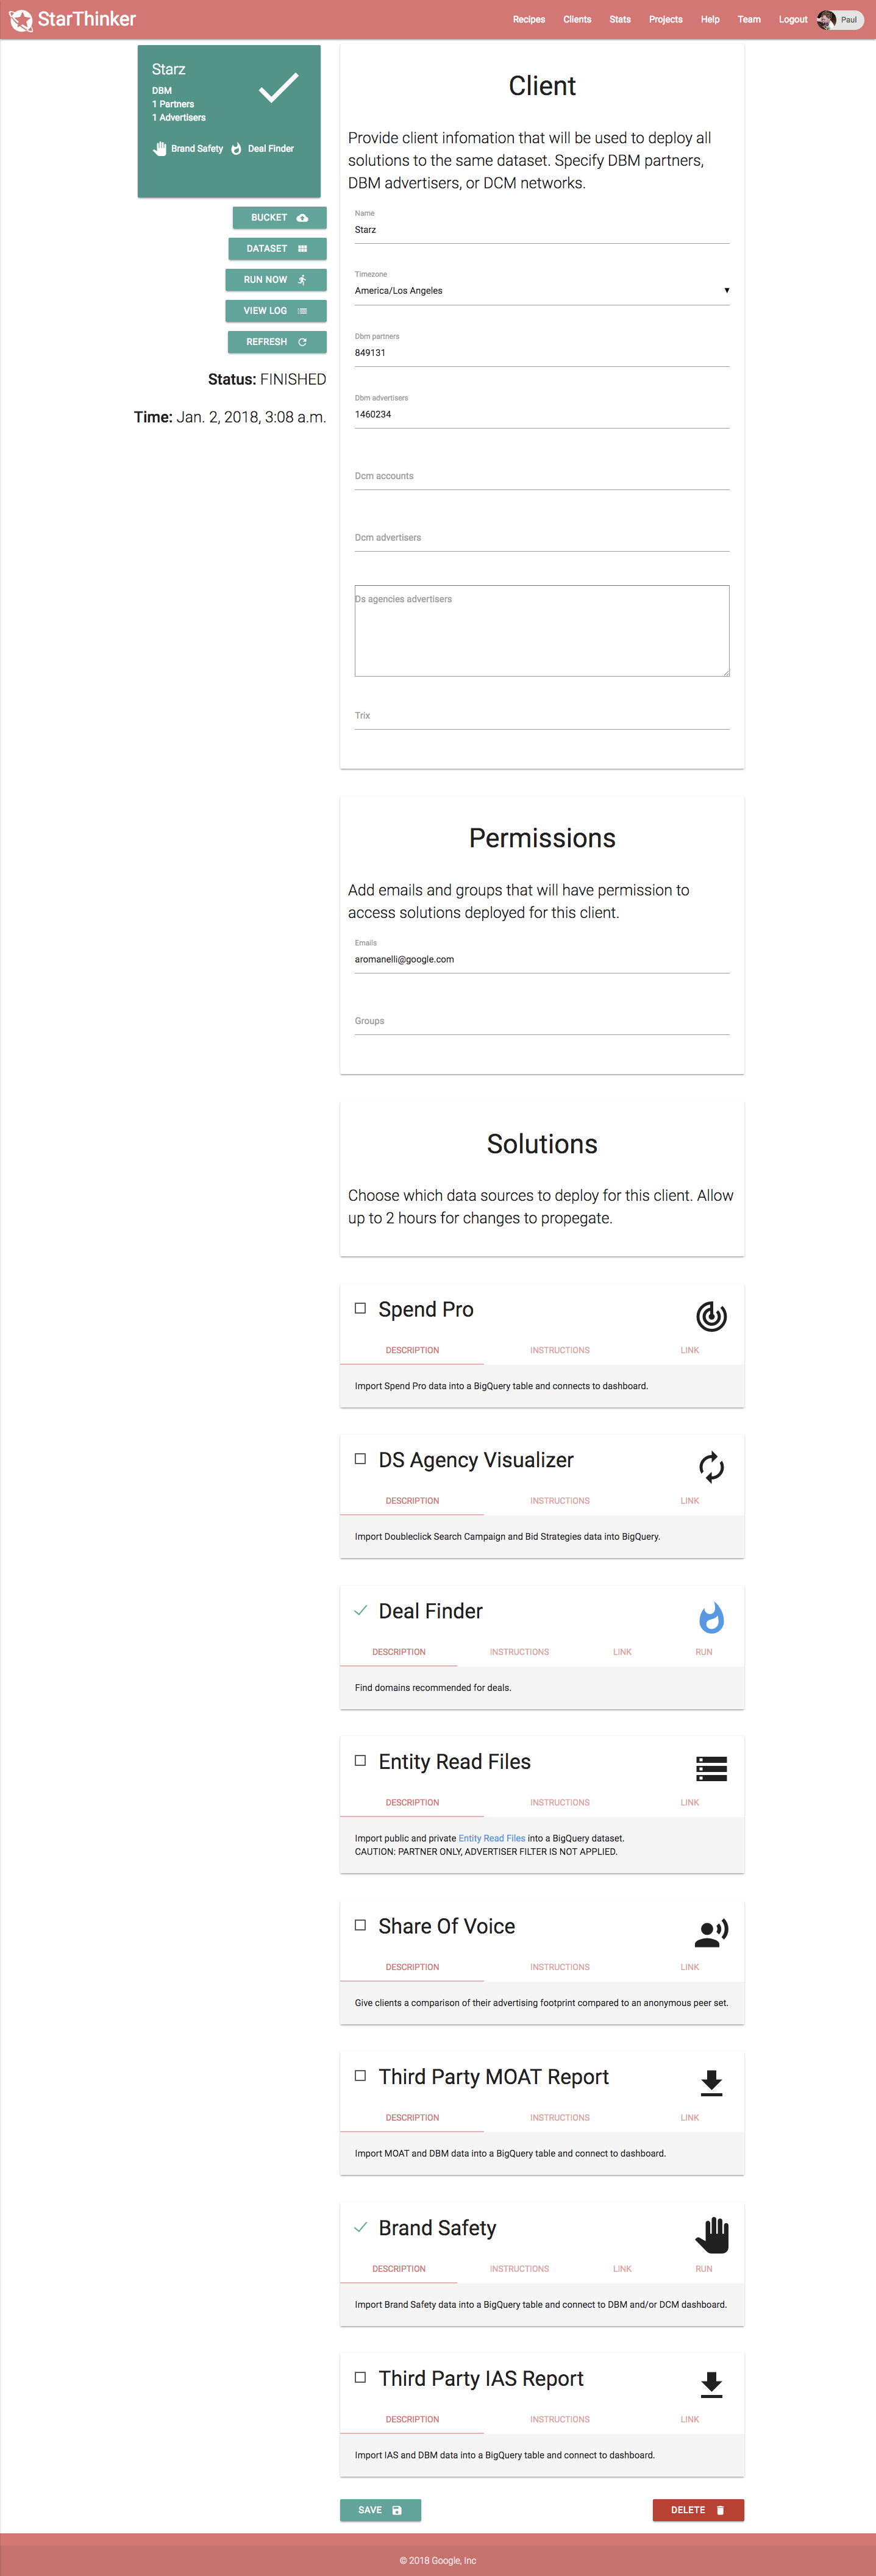 StarThinker
Recipes Clients Stats Projects Help Team Logout Paul
Starz
DBM
1 Partners
1 Advertisers
Brand Safety Deal Finder
BUCKET
DATASET
RUN NOW
VIEW LOG
REFRESH
Status: FINISHED
Time: Jan. 2, 2018, 3:08 a.m.
Client
Provide client infomation that will be used to deploy all
solutions to the same dataset. Specify DBM partners,
DBM advertisers, or DCM networks.
Name
Starz
Timezone
America/Los Angeles
Dbm partners
849131
Dbm advertisers
1460234
Dcm accounts
Dcm advertisers
Ds agencies advertisers
Trix
Permissions
Add emails and groups that will have permission to
access solutions deployed for this client.
Emails
aromanelli@google.com
Groups
Solutions
Choose which data sources to deploy for this client. Allow
up to 2 hours for changes to propegate.
Spend Pro
DESCRIPTION INSTRUCTIONS LINK
Import Spend Pro data into a BigQuery table and connects to dashboard.
DS Agency Visualizer
DESCRIPTION INSTRUCTIONS LINK
Import Doubleclick Search Campaign and Bid Strategies data into BigQuery.
Deal Finder
DESCRIPTION INSTRUCTIONS LINK RUN
Find domains recommended for deals.
Entity Read Files
DESCRIPTION INSTRUCTIONS LINK
Import public and private Entity Read Files into a BigQuery dataset.
CAUTION: PARTNER ONLY, ADVERTISER FILTER IS NOT APPLIED.
Share Of Voice
DESCRIPTION INSTRUCTIONS LINK
Give clients a comparison of their advertising footprint compared to an anonymous peer set.
Third Party MOAT Report
DESCRIPTION INSTRUCTIONS LINK
Import MOAT and DBM data into a BigQuery table and connect to dashboard.
Brand Safety
DESCRIPTION INSTRUCTIONS LINK RUN
Import Brand Safety data into a BigQuery table and connect to DBM and/or DCM dashboard.
Third Party IAS Report
DESCRIPTION INSTRUCTIONS LINK
Import IAS and DBM data into a BigQuery table and connect to dashboard.
SAVE DELETE
© 2018 Google, Inc